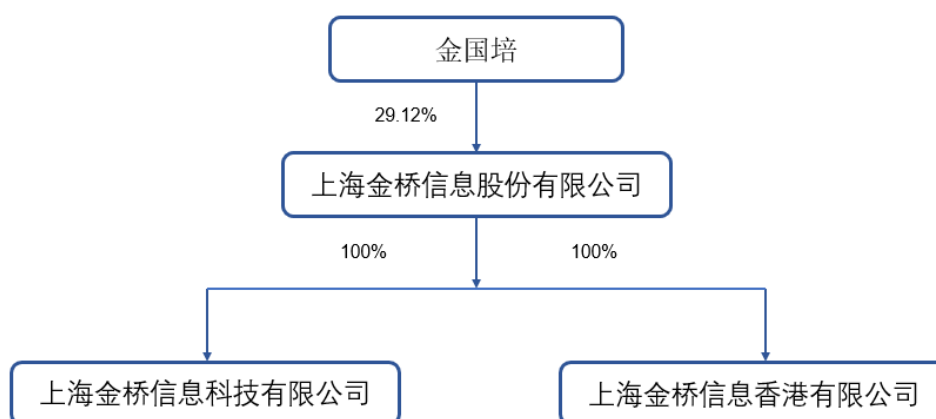 金国培
29.12%
上海金桥信息股份有限公司
100%
100%
上海金桥信息科技有限公司
上海金桥信息香港有限公司